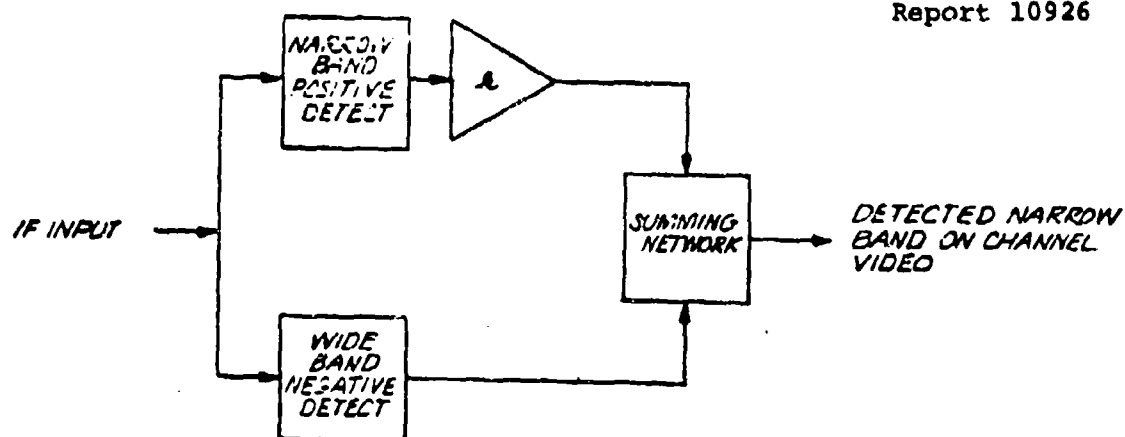 Report 10926
NARROW
BAND
POSITIVE
DETECT
IF INPUT
SUMMING
NETWORK
DETECTED NARROW
BAND ON CHANNEL
VIDEO
WIDE
BAND
NEGATIVE
DETECT